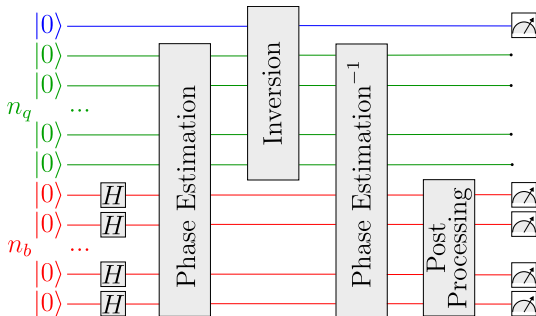 |0⟩
|0⟩
|0⟩
n_q ...
|0⟩
|0⟩
|0⟩ H
|0⟩ H
n_b ...
|0⟩ H
|0⟩ H
Phase Estimation
Inversion
Phase Estimation⁻¹
Post
Processing